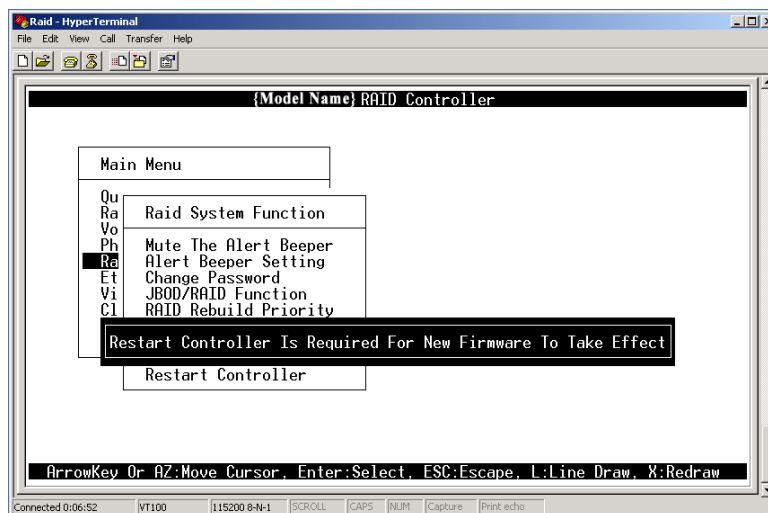 Raid - HyperTerminal
File Edit View Call Transfer Help
{Model Name} RAID Controller
Main Menu
Qu
Ra
Vo
Ph
Ra
Et
Vi
Cl
Raid System Function
Mute The Alert Beeper
Alert Beeper Setting
Change Password
JBOD/RAID Function
RAID Rebuild Priority
Restart Controller Is Required For New Firmware To Take Effect
Restart Controller
ArrowKey Or AZ:Move Cursor, Enter:Select, ESC:Escape, L:Line Draw, X:Redraw
Connected 0:06:52 VT100 115200 8-N-1 SCROLL CAPS NUM Capture Print echo